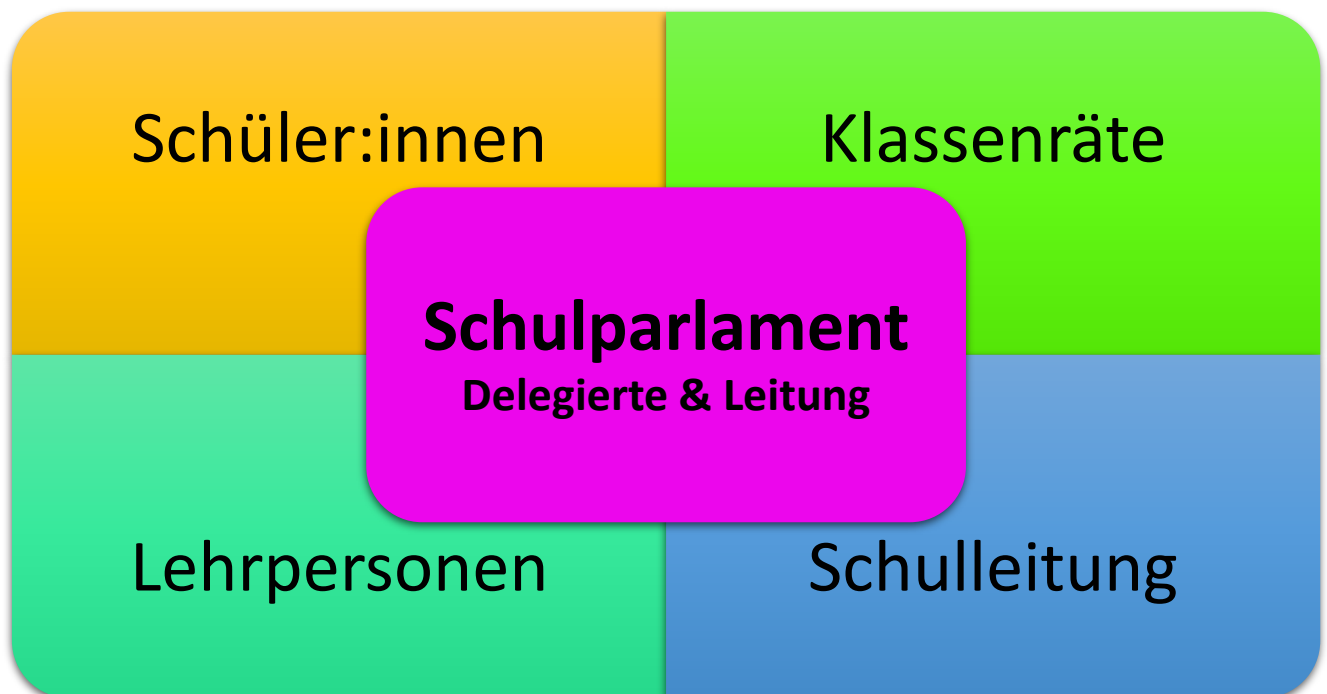 Schüler:innen
Klassenräte
Schulparlament
Delegierte & Leitung
Lehrpersonen
Schulleitung